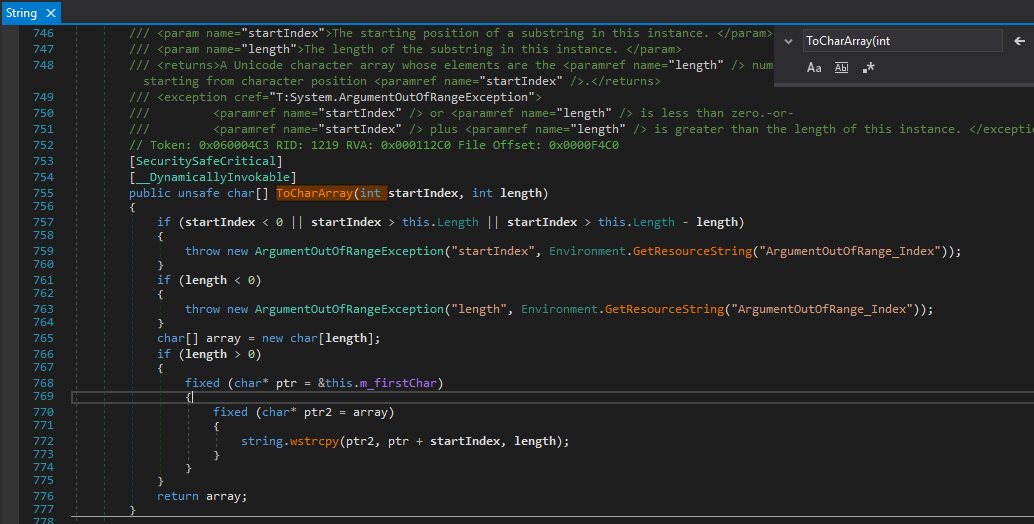 String ×
746 /// <param name="startIndex">The starting position of a substring in this instance. </param>
747 /// <param name="length">The length of the substring in this instance. </param>
748 /// <returns>A Unicode character array whose elements are the <paramref name="length" /> num
starting from character position <paramref name="startIndex" />.</returns>
749 /// <exception cref="T:System.ArgumentOutOfRangeException">
750 /// <paramref name="startIndex" /> or <paramref name="length" /> is less than zero.-or-
751 /// <paramref name="startIndex" /> plus <paramref name="length" /> is greater than the length of this instance. </excepti
752 // Token: 0x060004C3 RID: 1219 RVA: 0x000112C0 File Offset: 0x0000F4C0
753 [SecuritySafeCritical]
754 [__DynamicallyInvokable]
755 public unsafe char[] ToCharArray(int startIndex, int length)
756 {
757 if (startIndex < 0 || startIndex > this.Length || startIndex > this.Length - length)
758 {
759 throw new ArgumentOutOfRangeException("startIndex", Environment.GetResourceString("ArgumentOutOfRange_Index"));
760 }
761 if (length < 0)
762 {
763 throw new ArgumentOutOfRangeException("length", Environment.GetResourceString("ArgumentOutOfRange_Index"));
764 }
765 char[] array = new char[length];
766 if (length > 0)
767 {
768 fixed (char* ptr = &this.m_firstChar)
769 {
770 fixed (char* ptr2 = array)
771 {
772 string.wstrcpy(ptr2, ptr + startIndex, length);
773 }
774 }
775 }
776 return array;
777 }
778
ToCharArray(int
Aa Ab .*